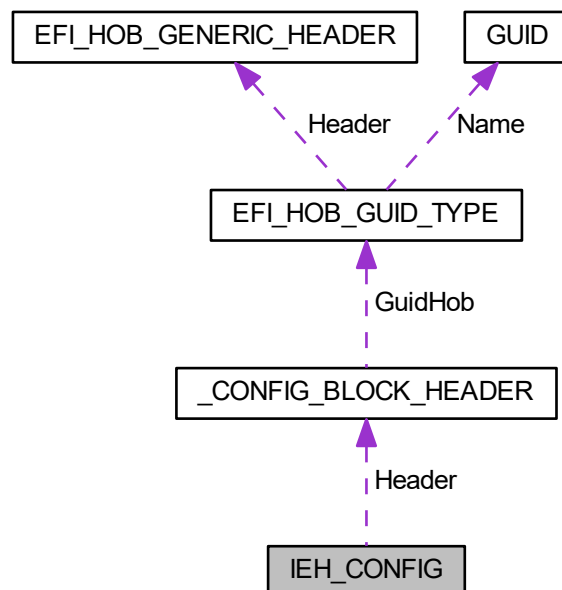 EFI_HOB_GENERIC_HEADER
GUID
Header
Name
EFI_HOB_GUID_TYPE
GuidHob
_CONFIG_BLOCK_HEADER
Header
IEH_CONFIG